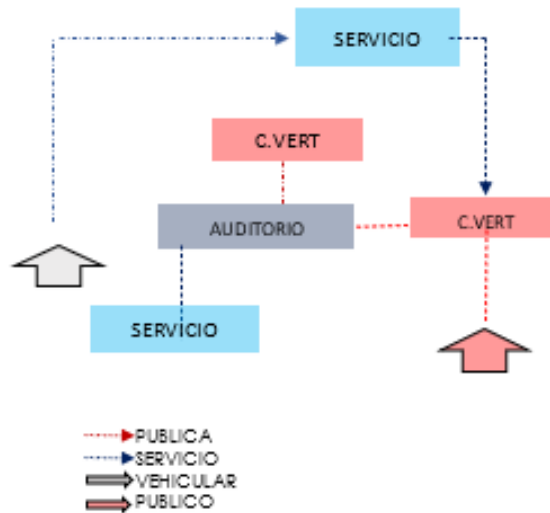 SERVICIO
C.VERT
AUDITORIO
C.VERT
SERVICIO
PUBLICA
SERVICIO
VEHICULAR
PUBLICO